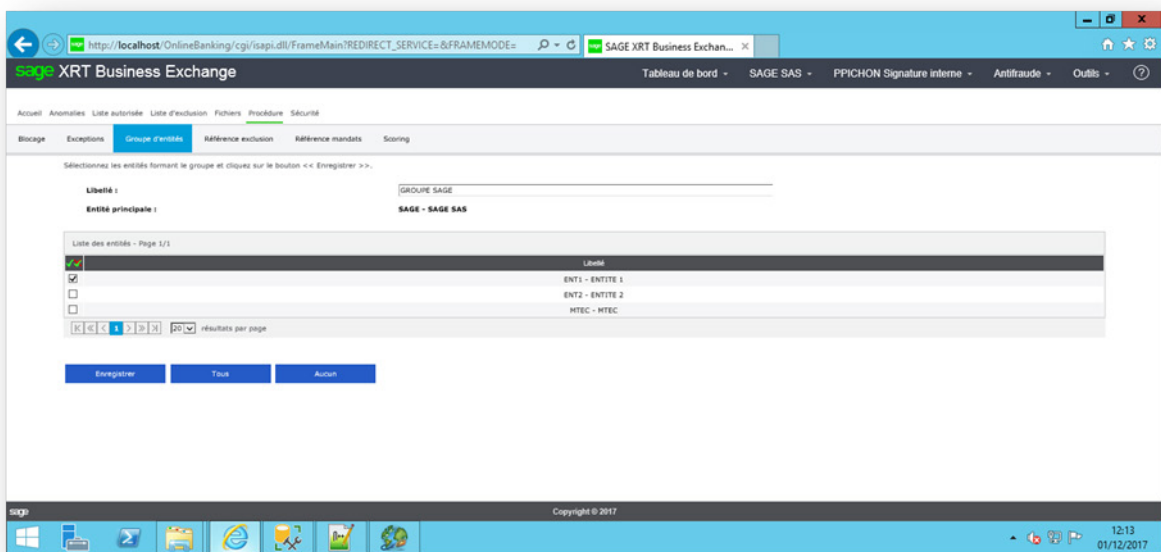 http://localhost/OnlineBanking/cgi/isapi.dll/FrameMain?REDIRECT_SERVICE=&FRAMEMODE=
SAGE XRT Business Exchan...
sage XRT Business Exchange
Tableau de bord
SAGE SAS
PPICHON Signature interne
Antifraude
Outils
?
Accueil Anomalies Liste autorisée Liste d'exclusion Fichiers Procédure Sécurité
Blocage Exceptions Groupe d'entités Référence exclusion Référence mandats Scoring
Sélectionnez les entités formant le groupe et cliquez sur le bouton << Enregistrer >>.
Libellé : GROUPE SAGE
Entité principale : SAGE - SAGE SAS
Liste des entités - Page 1/1
Libellé
ENT1 - ENTITE 1
ENT2 - ENTITE 2
MTEC - MTEC
1 20 résultats par page
Enregistrer Tous Aucun
sage Copyright © 2017
12:13
01/12/2017